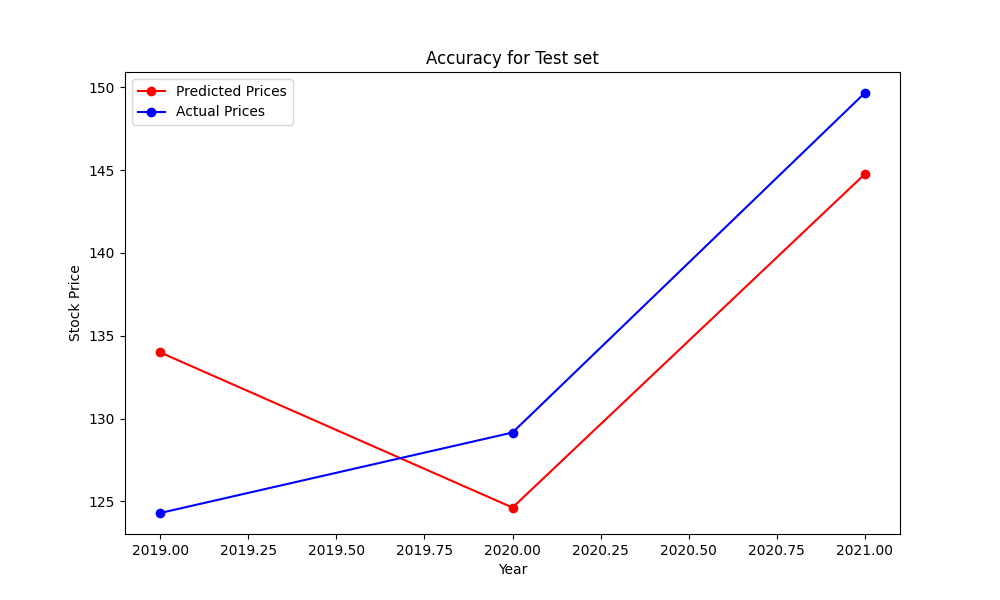 Accuracy for Test set
Predicted Prices
Actual Prices
150
145
140
135
130
125
Stock Price
2019.00 2019.25 2019.50 2019.75 2020.00 2020.25 2020.50 2020.75 2021.00
Year